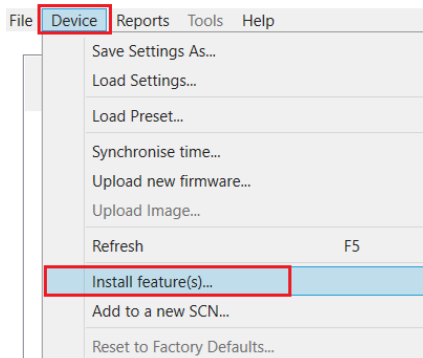 File Device Reports Tools Help
Save Settings As...
Load Settings...
Load Preset...
Synchronise time...
Upload new firmware...
Upload Image...
Refresh F5
Install feature(s)...
Add to a new SCN...
Reset to Factory Defaults...